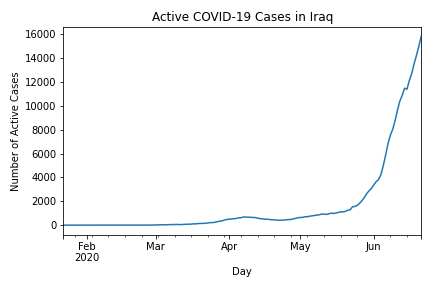 Active COVID-19 Cases in Iraq
Number of Active Cases
16000
14000
12000
10000
8000
6000
4000
2000
0
Feb Mar Apr May Jun
2020
Day